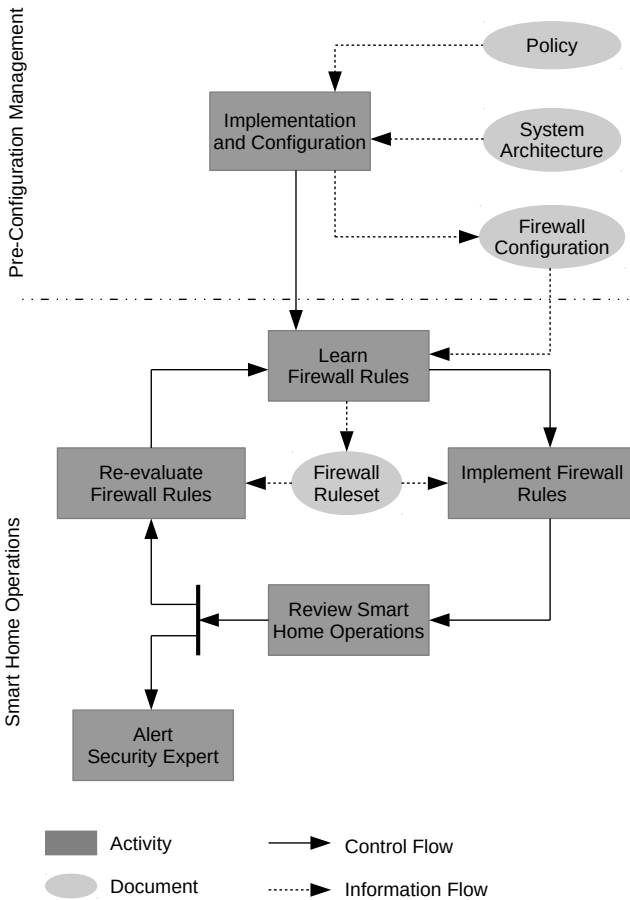 Pre-Configuration Management
Policy
Implementation
and Configuration
System
Architecture
Firewall
Configuration
Smart Home Operations
Learn
Firewall Rules
Re-evaluate
Firewall Rules
Firewall
Ruleset
Implement Firewall
Rules
Review Smart
Home Operations
Alert
Security Expert
Activity
Control Flow
Document
Information Flow